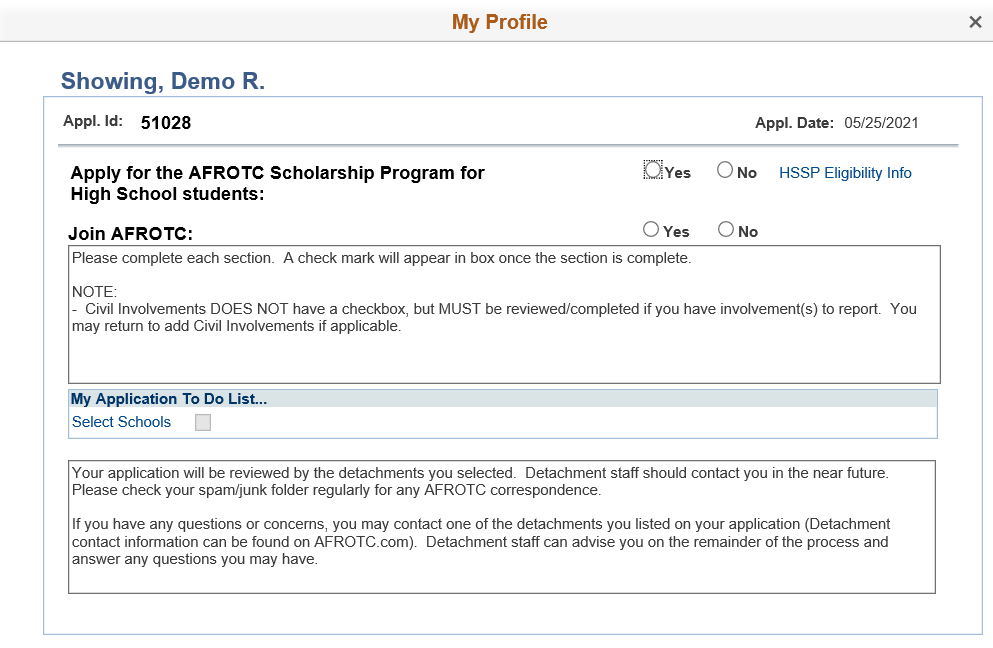 My Profile
Showing, Demo R.
Appl. Id: 51028 Appl. Date: 05/25/2021
Apply for the AFROTC Scholarship Program for
High School students:
Yes No HSSP Eligibility Info
Join AFROTC: Yes No
Please complete each section. A check mark will appear in box once the section is complete.
NOTE:
- Civil Involvements DOES NOT have a checkbox, but MUST be reviewed/completed if you have involvement(s) to report. You
may return to add Civil Involvements if applicable.
My Application To Do List...
Select Schools
Your application will be reviewed by the detachments you selected. Detachment staff should contact you in the near future.
Please check your spam/junk folder regularly for any AFROTC correspondence.
If you have any questions or concerns, you may contact one of the detachments you listed on your application (Detachment
contact information can be found on AFROTC.com). Detachment staff can advise you on the remainder of the process and
answer any questions you may have.